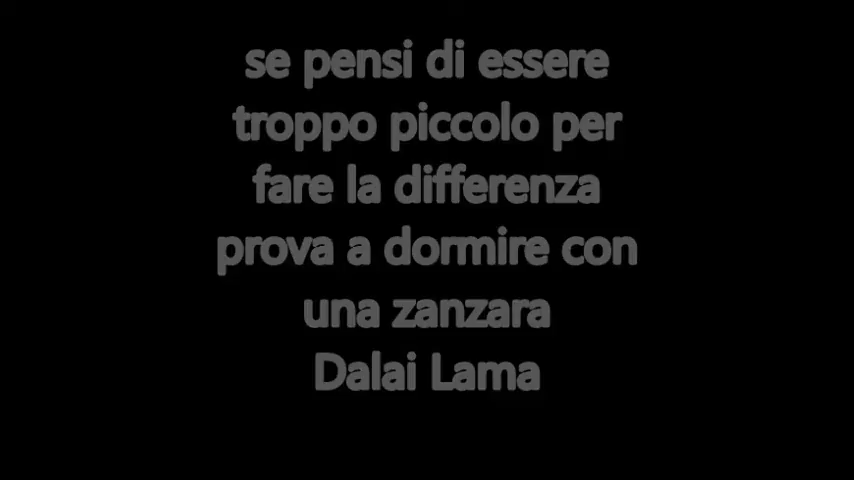 se pensi di essere
troppo piccolo per
fare la differenza
prova a dormire con
una zanzara
Dalai Lama